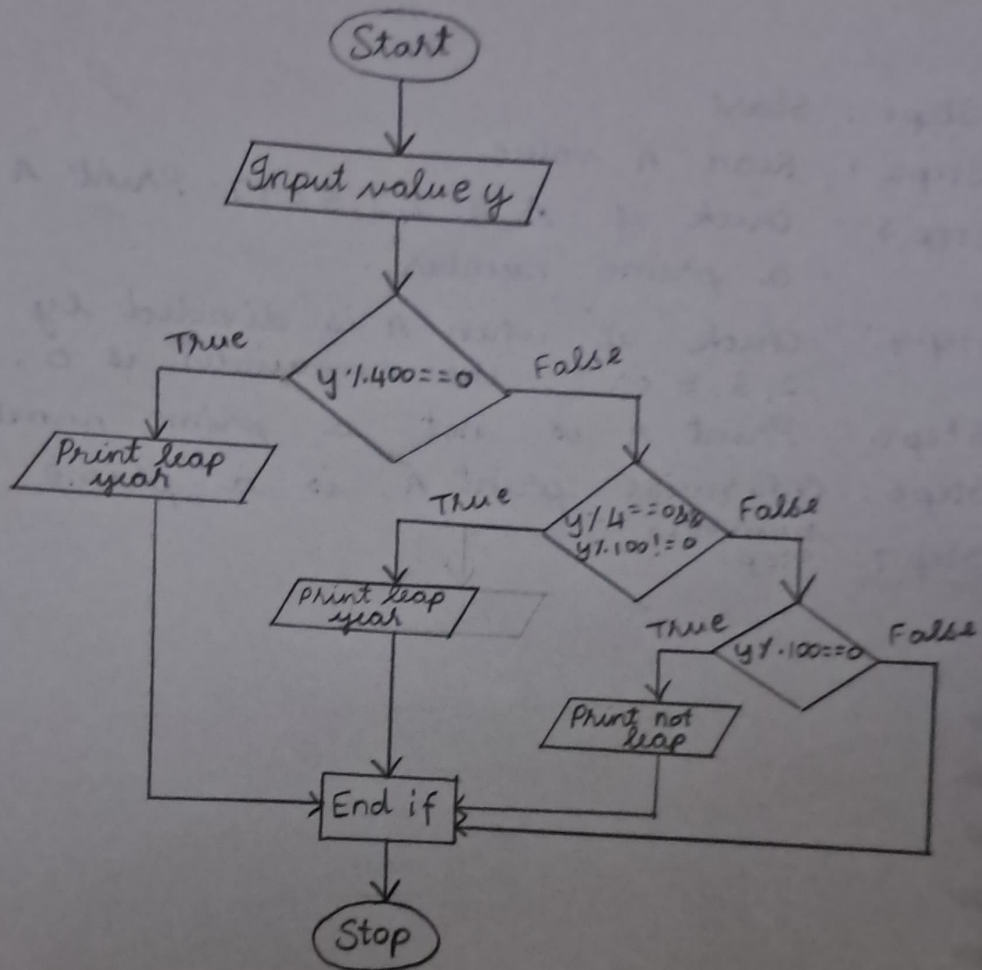 Start
Input value y.
True
y%400==0
False
Print leap
year
True
y%4==0&&
y%100!=0
False
Print leap
year
True
y%.100==0
False
Print not
leap
End if
Stop